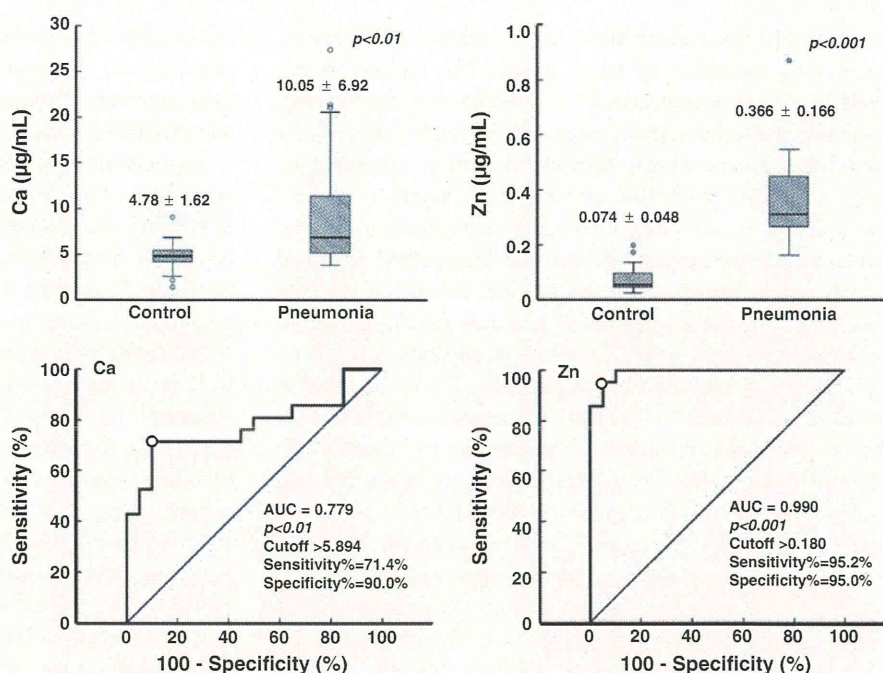 Ca (µg/mL)
30
25
20
15
10
5
0
p<0.01
10.05 ± 6.92
4.78 ± 1.62
Control
Pneumonia
Zn (µg/mL)
1.0
0.8
0.6
0.4
0.2
0
p<0.001
0.366 ± 0.166
0.074 ± 0.048
Control
Pneumonia
Sensitivity (%)
100
80
60
40
20
0
Ca
AUC = 0.779
p<0.01
Cutoff >5.894
Sensitivity%=71.4%
Specificity%=90.0%
0 20 40 60 80 100
100 - Specificity (%)
Sensitivity (%)
100
80
60
40
20
0
Zn
AUC = 0.990
p<0.001
Cutoff >0.180
Sensitivity%=95.2%
Specificity%=95.0%
0 20 40 60 80 100
100 - Specificity (%)